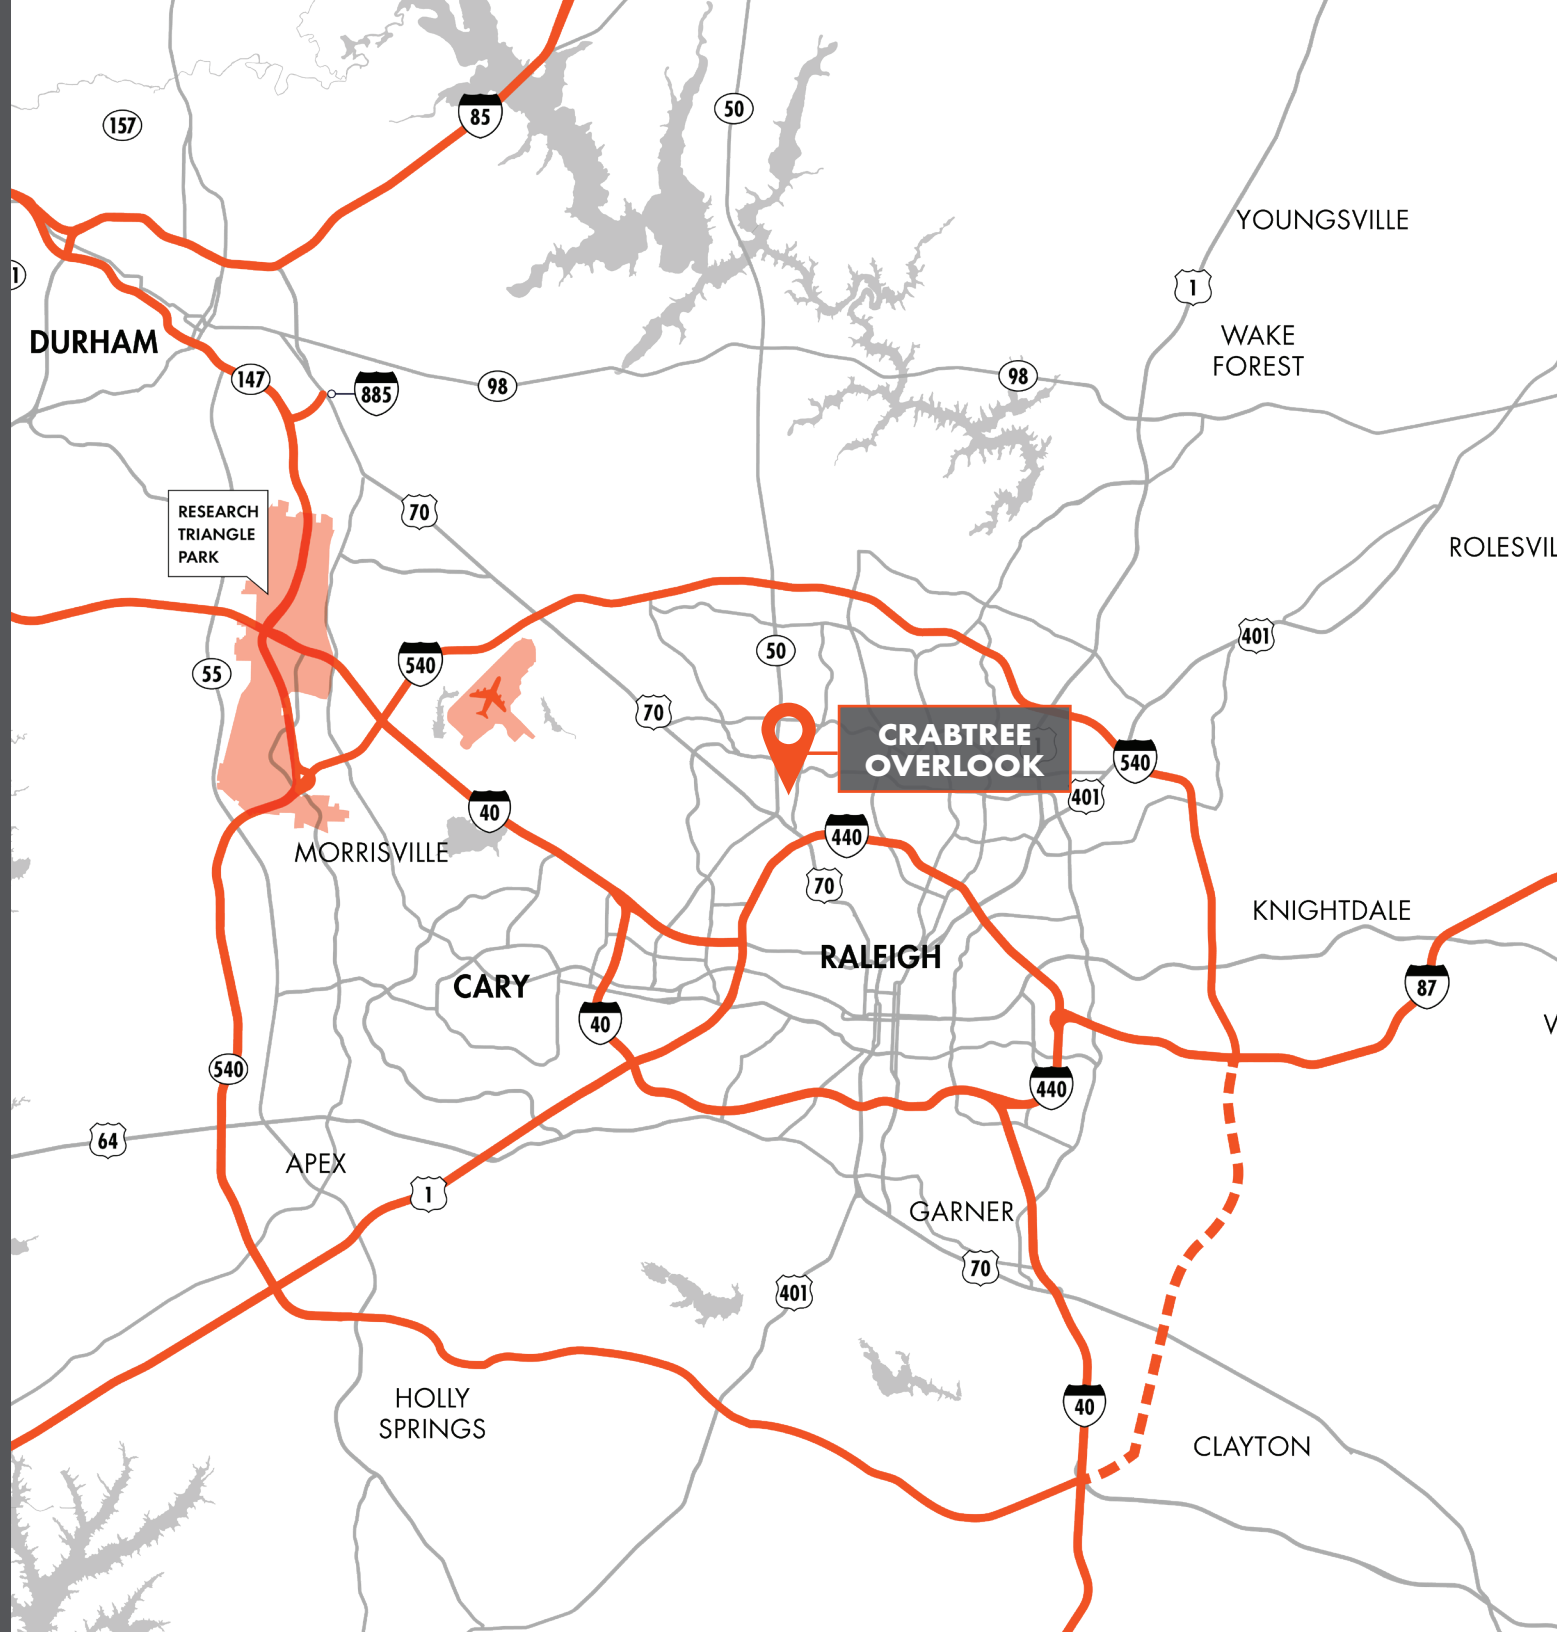 85
50
157
YOUNGSVILLE
1
1
WAKE
FOREST
DURHAM
147
885
98
98
70
RESEARCH
TRIANGLE
PARK
ROLESVIL
401
50
540
55
70
CRABTREE
OVERLOOK
540
401
40
440
MORRISVILLE
70
KNIGHTDALE
RALEIGH
CARY
87
40
V
540
440
64
APEX
1
GARNER
70
401
HOLLY
SPRINGS
40
CLAYTON